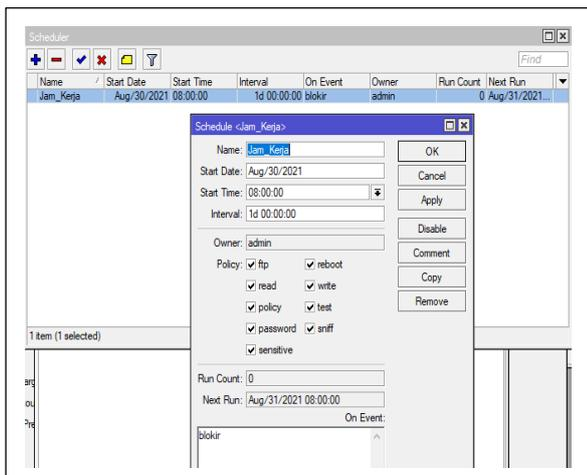 Scheduler
Find
Name / Start Date Start Time Interval On Event Owner Run Count Next Run
Jam_Kerja Aug/30/2021 08:00:00 1d 00:00:00 blokir admin 0 Aug/31/2021...
Schedule <Jam_Kerja>
Name: Jam_Kerja OK
Start Date: Aug/30/2021 Cancel
Start Time: 08:00:00 Apply
Interval: 1d 00:00:00
Disable
Owner: admin Comment
Policy: ftp reboot Copy
read write Remove
policy test
password sniff
sensitive
1 item (1 selected)
Run Count: 0
Next Run: Aug/31/2021 08:00:00
On Event:
blokir